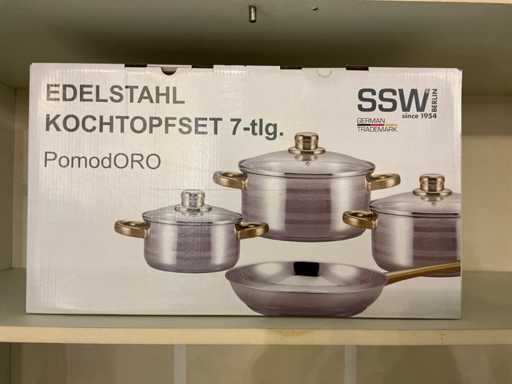 EDELSTAHL
KOCHTOPFSET 7-tlg.
PomodORO
SSW BERLIN
since 1954
GERMAN
TRADEMARK